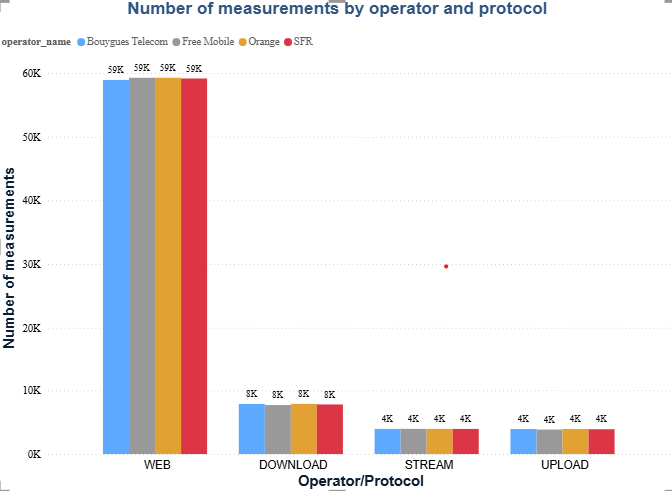 Number of measurements by operator and protocol
operator_name Bouygues Telecom Free Mobile Orange SFR
60K
50K
40K
30K
20K
10K
0K
Number of measurements
59K 59K 59K 59K
8K 8K 8K 8K
4K 4K 4K 4K
4K 4K 4K 4K
WEB DOWNLOAD STREAM UPLOAD
Operator/Protocol